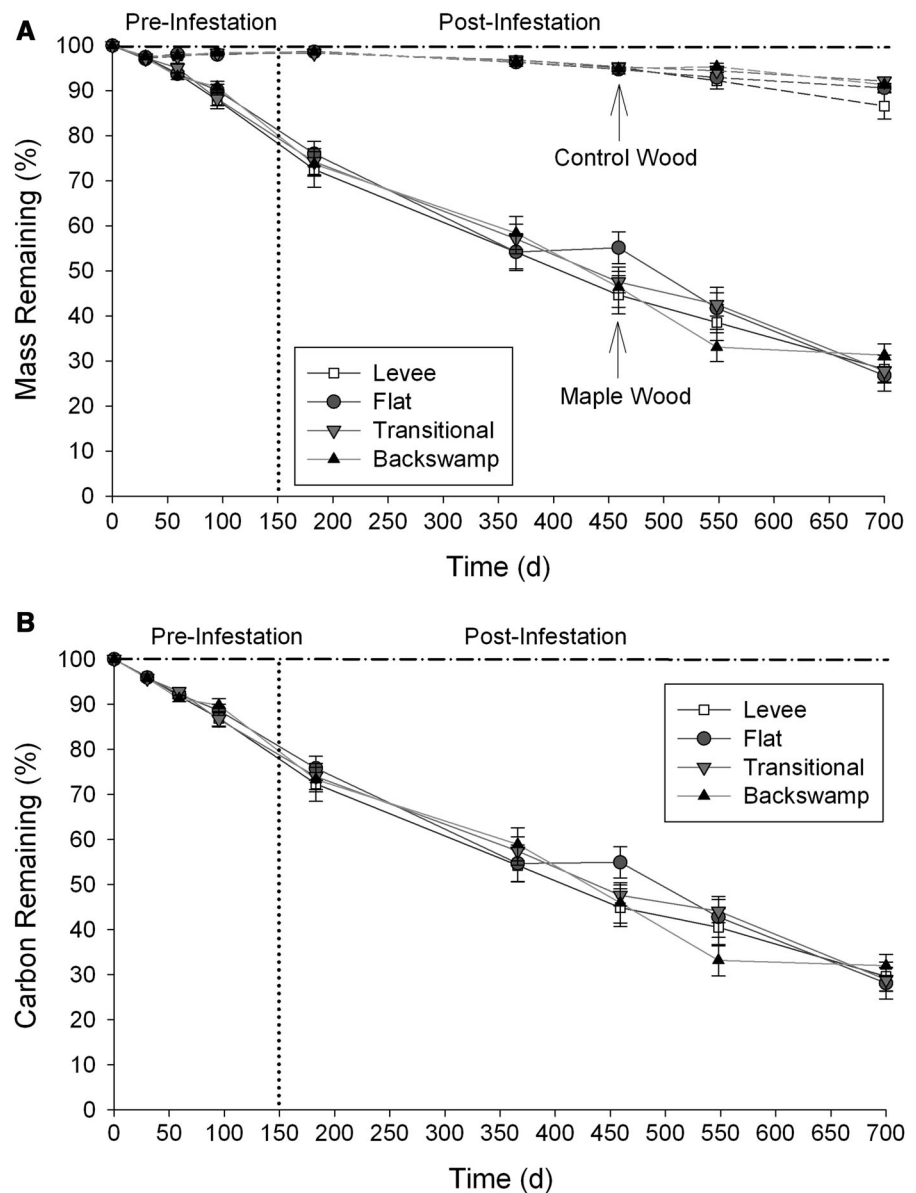 A
Pre-Infestation Post-Infestation
100
90
80
70
60
50
40
30
20
10
0
Mass Remaining (%)
Control Wood
Maple Wood
Levee
Flat
Transitional
Backswamp
0 50 100 150 200 250 300 350 400 450 500 550 600 650 700
Time (d)
B
Pre-Infestation Post-Infestation
100
90
80
70
60
50
40
30
20
10
0
Carbon Remaining (%)
Levee
Flat
Transitional
Backswamp
0 50 100 150 200 250 300 350 400 450 500 550 600 650 700
Time (d)